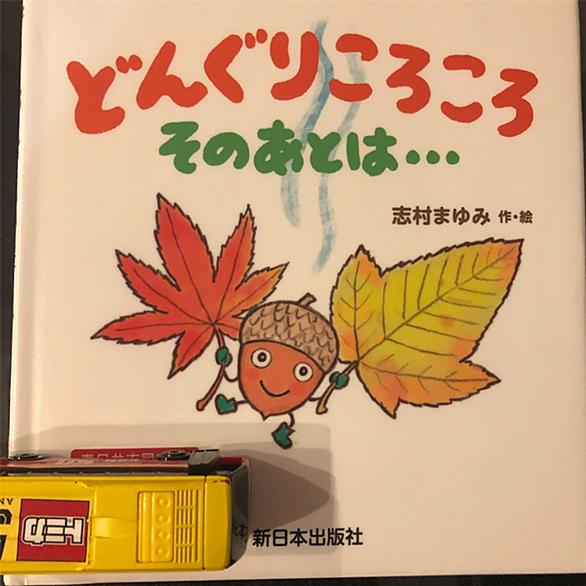 どんぐりころころ
そのあとは…
志村まゆみ 作・絵
新日本出版社
トミカ